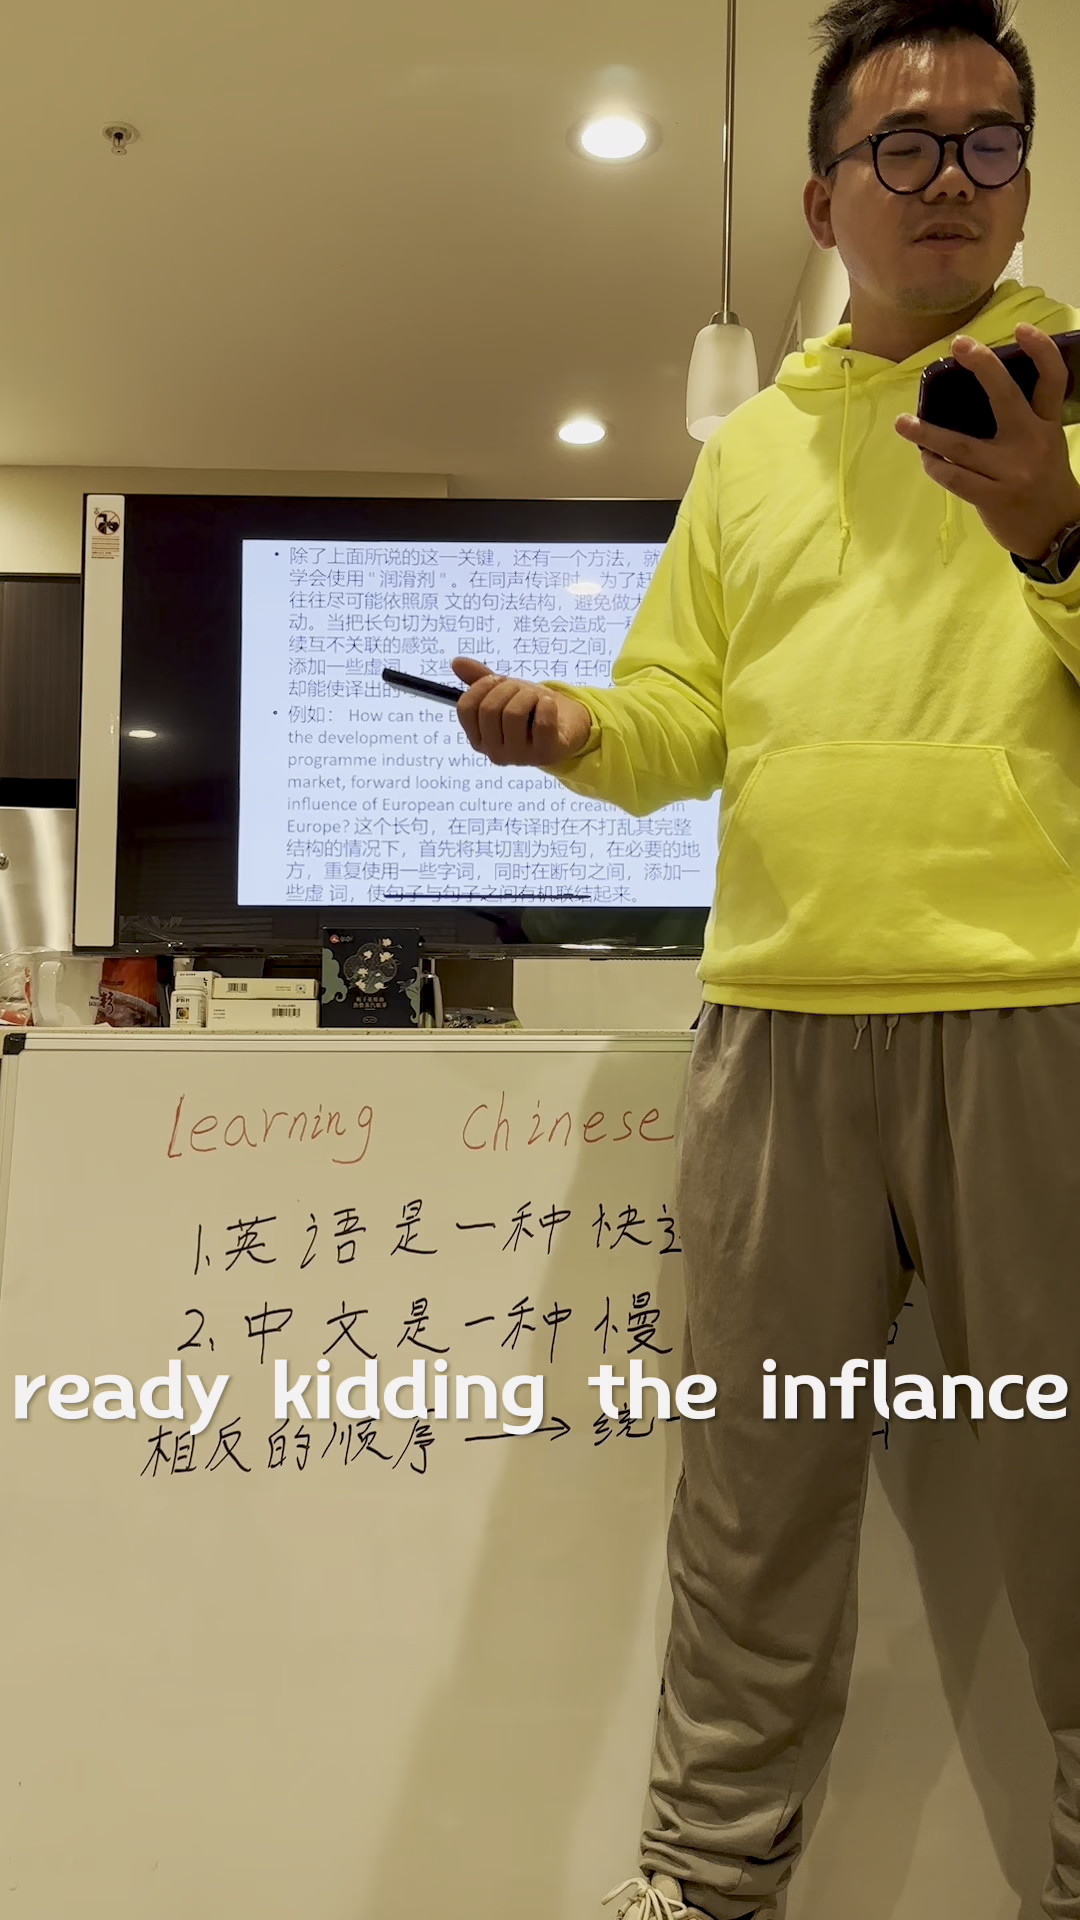 • 除了上面所说的这一关键，还有一个方法，就
学会使用"润滑剂"。在同声传译时，为了赶
往往尽可能依照原 文的句法结构，避免做大
动。当把长句切为短句时，难免会造成一种
续互不关联的感觉。因此，在短句之间，
添加一些虚词，这些 本身不只有 任何
却能使译出的
• 例如： How can the E
the development of a Eu
programme industry which
market, forward looking and capable
influence of European culture and of creati in
Europe? 这个长句，在同声传译时在不打乱其完整
结构的情况下，首先将其切割为短句，在必要的地
方，重复使用一些字词，同时在断句之间，添加一
些虚 词，使句子与句子之间有机联结起来。
Learning Chinese
1、英语是一种快
2、中文是一种慢
ready kidding the inflance
相反的顺序 → 统一